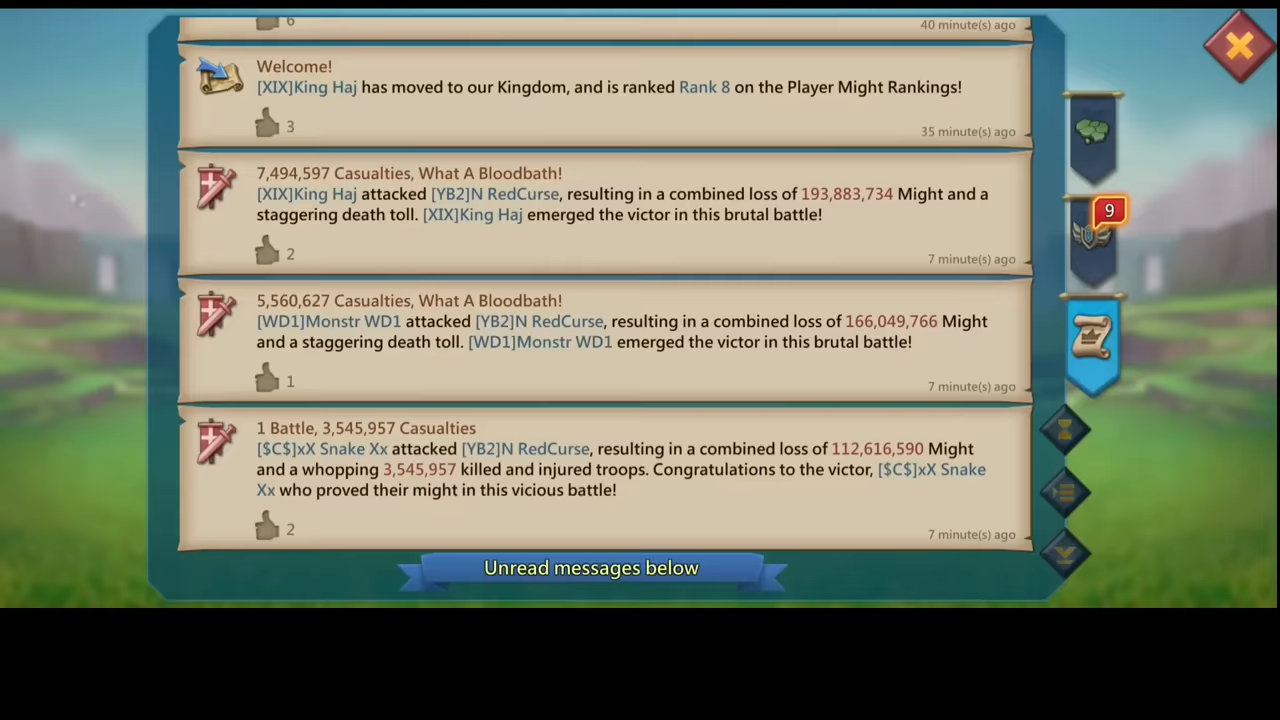 6
40 minute(s) ago
Welcome!
[XIX]King Haj has moved to our Kingdom, and is ranked Rank 8 on the Player Might Rankings!
3
35 minute(s) ago
7,494,597 Casualties, What A Bloodbath!
[XIX]King Haj attacked [YB2]N RedCurse, resulting in a combined loss of 193,883,734 Might and a
staggering death toll. [XIX]King Haj emerged the victor in this brutal battle!
2
7 minute(s) ago
9
5,560,627 Casualties, What A Bloodbath!
[WD1]Monstr WD1 attacked [YB2]N RedCurse, resulting in a combined loss of 166,049,766 Might
and a staggering death toll. [WD1]Monstr WD1 emerged the victor in this brutal battle!
1
7 minute(s) ago
1 Battle, 3,545,957 Casualties
[$C$]xX Snake Xx attacked [YB2]N RedCurse, resulting in a combined loss of 112,616,590 Might
and a whopping 3,545,957 killed and injured troops. Congratulations to the victor, [$C$]xX Snake
Xx who proved their might in this vicious battle!
2
7 minute(s) ago
Unread messages below